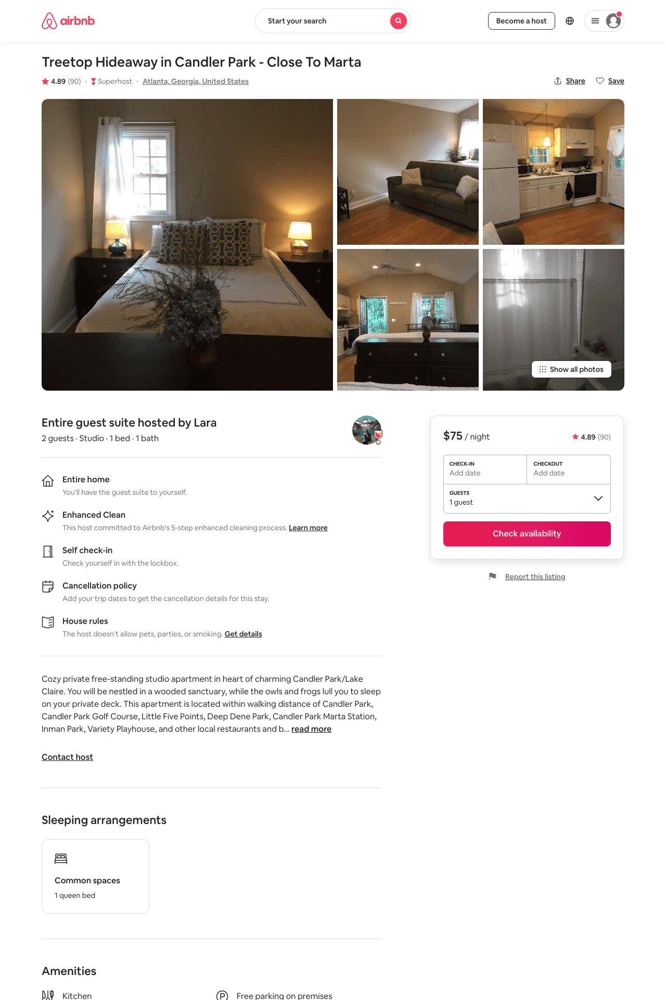 airbnb
Start your search
Become a host
Treetop Hideaway in Candler Park - Close To Marta
4.89 (90) · Superhost · Atlanta, Georgia, United States
Share
Save
Show all photos
Entire guest suite hosted by Lara
2 guests · Studio · 1 bed · 1 bath
Entire home
You'll have the guest suite to yourself.
Enhanced Clean
This host committed to Airbnb's 5-step enhanced cleaning process. Learn more
Self check-in
Check yourself in with the lockbox.
Cancellation policy
Add your trip dates to get the cancellation details for this stay.
House rules
The host doesn't allow pets, parties, or smoking. Get details
$75 / night
4.89 (90)
CHECK-IN
Add date
CHECKOUT
Add date
GUESTS
1 guest
Check availability
Report this listing
Cozy private free-standing studio apartment in heart of charming Candler Park/Lake
Claire. You will be nestled in a wooded sanctuary, while the owls and frogs lull you to sleep
on your private deck. This apartment is located within walking distance of Candler Park,
Candler Park Golf Course, Little Five Points, Deep Dene Park, Candler Park Marta Station,
Inman Park, Variety Playhouse, and other local restaurants and b... read more
Contact host
Sleeping arrangements
Common spaces
1 queen bed
Amenities
Kitchen
Free parking on premises